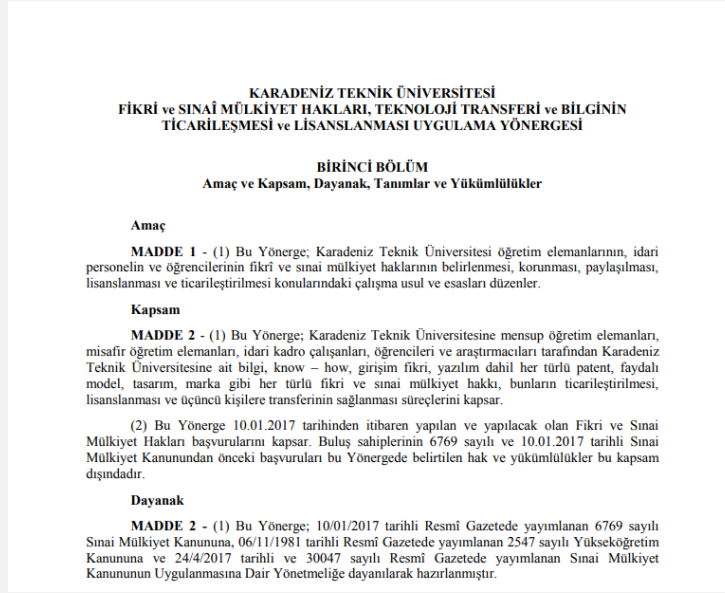 KARADENİZ TEKNİK ÜNİVERSİTESİ
FİKRİ ve SINAÎ MÜLKİYET HAKLARI, TEKNOLOJİ TRANSFERİ ve BİLGİNİN
TİCARİLEŞMESİ ve LİSANSLANMASI UYGULAMA YÖNERGESİ
BİRİNCİ BÖLÜM
Amaç ve Kapsam, Dayanak, Tanımlar ve Yükümlülükler
Amaç
MADDE 1 - (1) Bu Yönerge; Karadeniz Teknik Üniversitesi öğretim elemanlarının, idari
personelin ve öğrencilerinin fikrî ve sınai mülkiyet haklarının belirlenmesi, korunması, paylaşılması,
lisanslanması ve ticarileştirilmesi konularındaki çalışma usul ve esasları düzenler.
Kapsam
MADDE 2 - (1) Bu Yönerge; Karadeniz Teknik Üniversitesine mensup öğretim elemanları,
misafir öğretim elemanları, idari kadro çalışanları, öğrencileri ve araştırmacıları tarafından Karadeniz
Teknik Üniversitesine ait bilgi, know – how, girişim fikri, yazılım dahil her türlü patent, faydalı
model, tasarım, marka gibi her türlü fikri ve sınai mülkiyet hakkı, bunların ticarileştirilmesi,
lisanslanması ve üçüncü kişilere transferinin sağlanması süreçlerini kapsar.
(2) Bu Yönerge 10.01.2017 tarihinden itibaren yapılan ve yapılacak olan Fikri ve Sınai
Mülkiyet Hakları başvurularını kapsar. Buluş sahiplerinin 6769 sayılı ve 10.01.2017 tarihli Sınai
Mülkiyet Kanunundan önceki başvuruları bu Yönergede belirtilen hak ve yükümlülükler bu kapsam
dışındadır.
Dayanak
MADDE 2 - (1) Bu Yönerge; 10/01/2017 tarihli Resmî Gazetede yayımlanan 6769 sayılı
Sınai Mülkiyet Kanununa, 06/11/1981 tarihli Resmî Gazetede yayımlanan 2547 sayılı Yükseköğretim
Kanununa ve 24/4/2017 tarihli ve 30047 sayılı Resmî Gazetede yayımlanan Sınai Mülkiyet
Kanununun Uygulanmasına Dair Yönetmeliğe dayanılarak hazırlanmıştır.